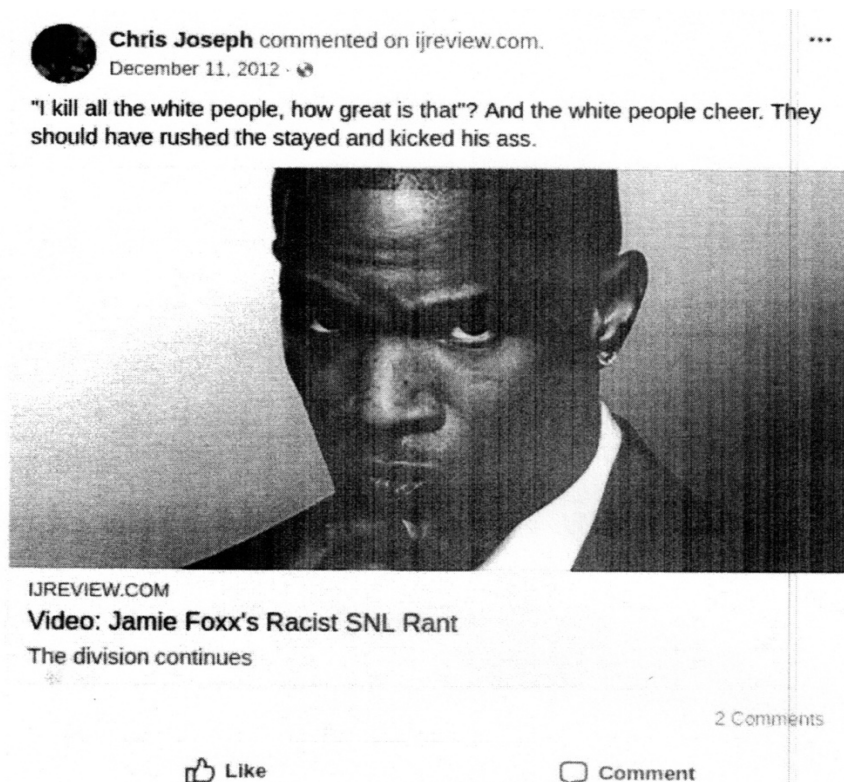 Chris Joseph commented on ijreview.com.
...
December 11, 2012 ·
"I kill all the white people, how great is that"? And the white people cheer. They
should have rushed the stayed and kicked his ass.
IJREVIEW.COM
Video: Jamie Foxx's Racist SNL Rant
The division continues
2 Comments
Like
Comment